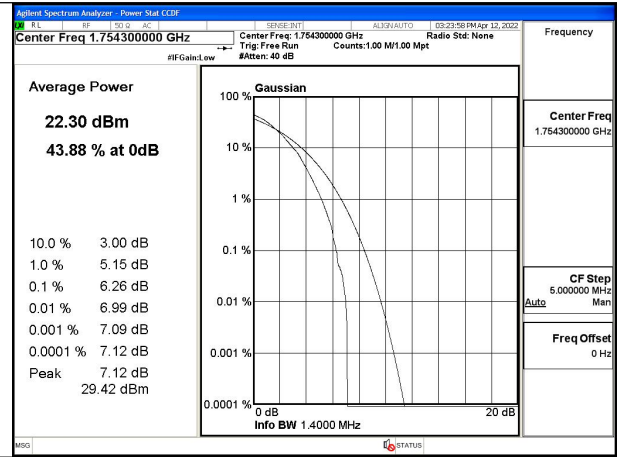 Agilent Spectrum Analyzer - Power Stat CCDF
RL RF 50 Ω AC SENSE:INT ALIGN AUTO 03:23:58 PM Apr 12, 2022
Center Freq 1.754300000 GHz
Center Freq: 1.754300000 GHz Radio Std: None
Trig: Free Run Counts:1.00 M/1.00 Mpt
#IFGain:Low #Atten: 40 dB
Frequency
Average Power
22.30 dBm
43.88 % at 0dB
10.0 % 3.00 dB
1.0 % 5.15 dB
0.1 % 6.26 dB
0.01 % 6.99 dB
0.001 % 7.09 dB
0.0001 % 7.12 dB
Peak 7.12 dB
29.42 dBm
Gaussian
100 %
10 %
1 %
0.1 %
0.01 %
0.001 %
0.0001 %
0 dB 20 dB
Info BW 1.4000 MHz
Center Freq
1.754300000 GHz
CF Step
5.000000 MHz
Auto Man
Freq Offset
0 Hz
MSG STATUS